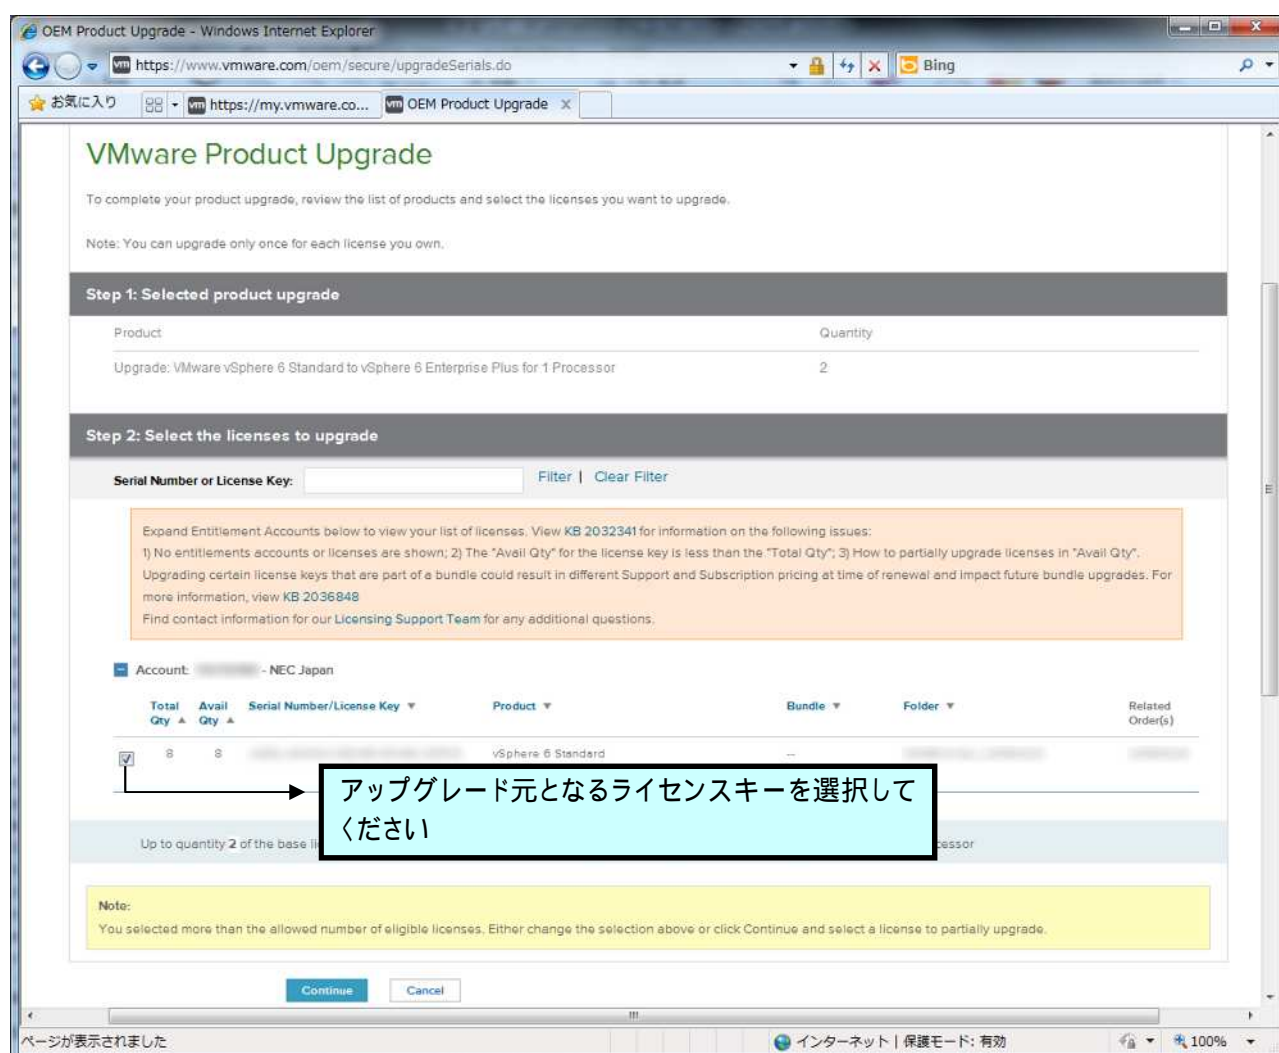 OEM Product Upgrade - Windows Internet Explorer
https://www.vmware.com/oem/secure/upgradeSerials.do
Bing
お気に入り
https://my.vmware.co...
OEM Product Upgrade
VMware Product Upgrade
To complete your product upgrade, review the list of products and select the licenses you want to upgrade.
Note: You can upgrade only once for each license you own.
Step 1: Selected product upgrade
Product Quantity
Upgrade: VMware vSphere 6 Standard to vSphere 6 Enterprise Plus for 1 Processor 2
Step 2: Select the licenses to upgrade
Serial Number or License Key: Filter | Clear Filter
Expand Entitlement Accounts below to view your list of licenses. View KB 2032341 for information on the following issues:
1) No entitlements accounts or licenses are shown; 2) The "Avail Qty" for the license key is less than the "Total Qty"; 3) How to partially upgrade licenses in "Avail Qty".
Upgrading certain license keys that are part of a bundle could result in different Support and Subscription pricing at time of renewal and impact future bundle upgrades. For
more information, view KB 2036848
Find contact information for our Licensing Support Team for any additional questions.
Account: - NEC Japan
Total Qty Avail Qty Serial Number/License Key Product Bundle Folder Related Order(s)
8 8 vSphere 6 Standard --
アップグレード元となるライセンスキーを選択して
ください
Up to quantity 2 of the base
Note:
You selected more than the allowed number of eligible licenses. Either change the selection above or click Continue and select a license to partially upgrade.
Continue Cancel
ページが表示されました インターネット | 保護モード: 有効 100%